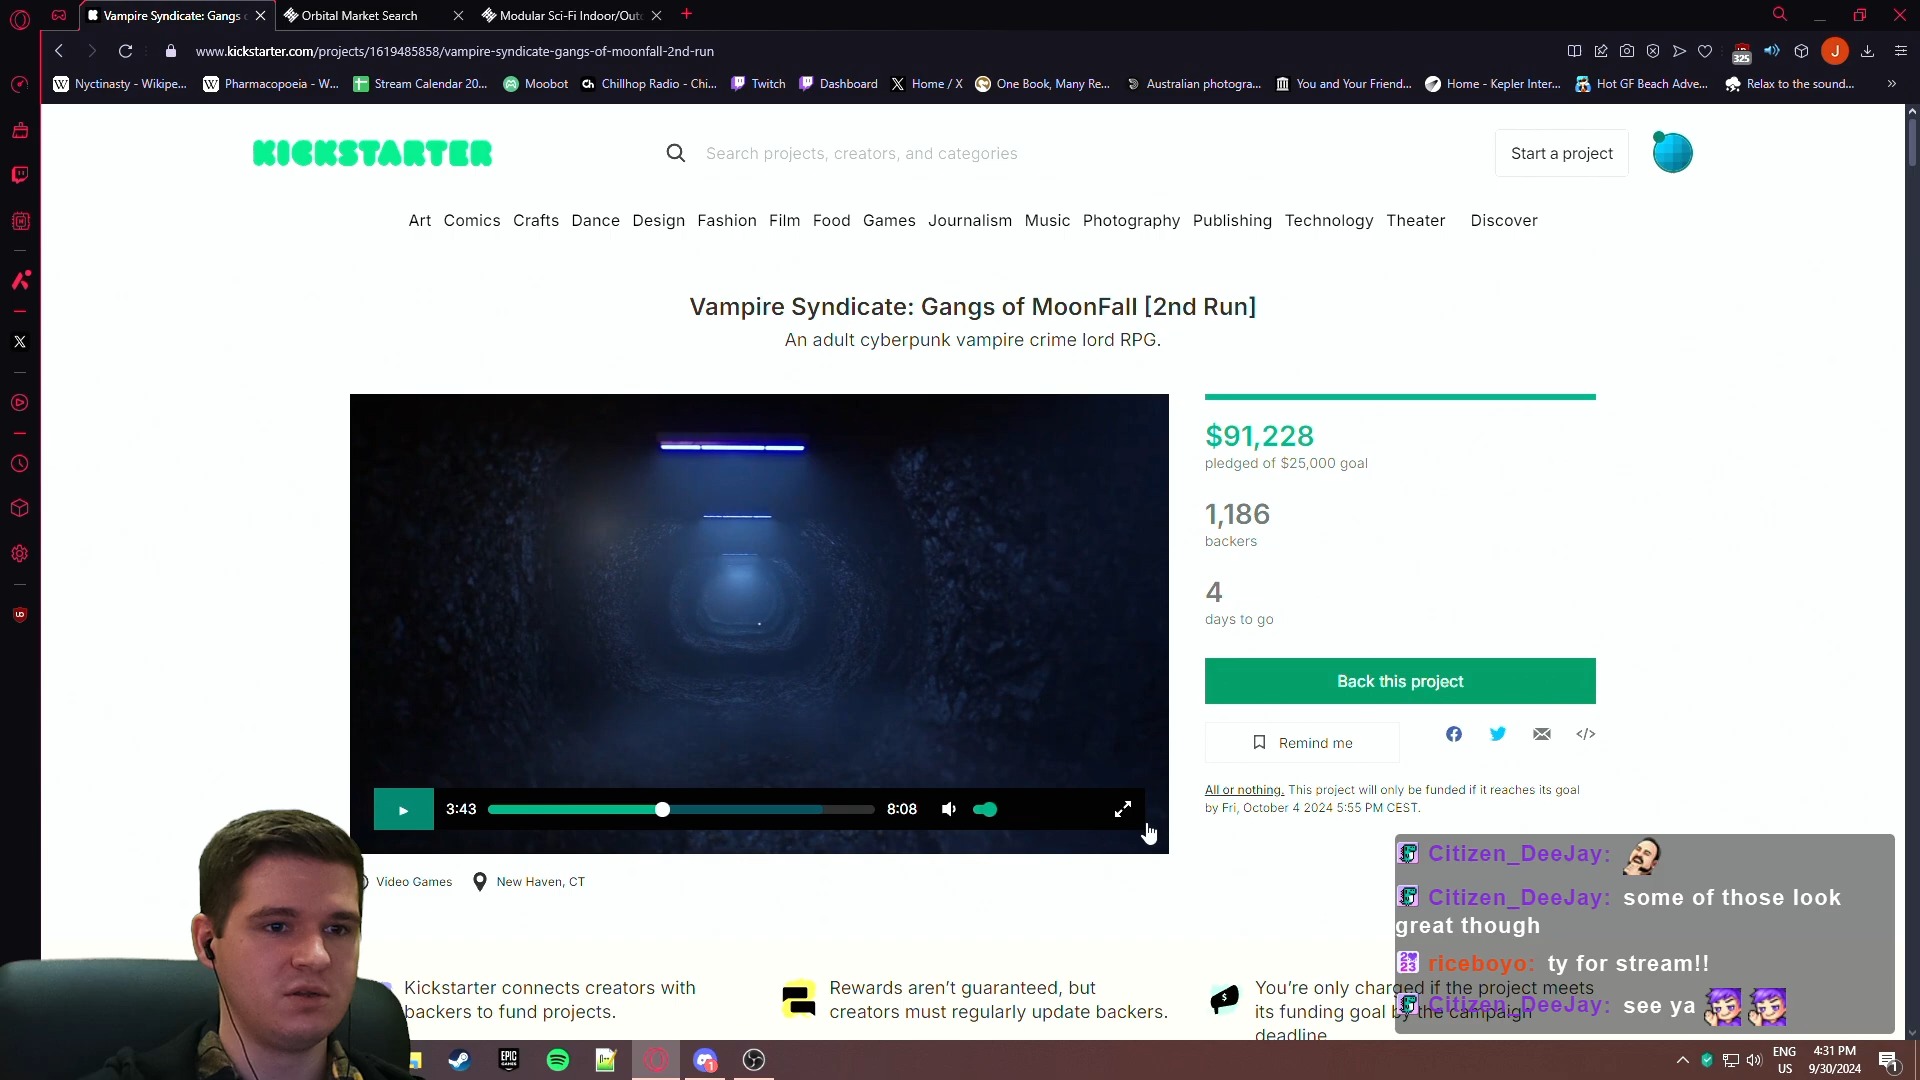 Vampire Syndicate: Gangs
Orbital Market Search
Modular Sci-Fi Indoor/Out
www.kickstarter.com/projects/1619485858/vampire-syndicate-gangs-of-moonfall-2nd-run
325
J
Nyctinasty - Wikipe...
Pharmacopoeia - W...
Stream Calendar 20...
Moobot
Chillhop Radio - Chi...
Twitch
Dashboard
Home / X
One Book, Many Re...
Australian photogra...
You and Your Friend...
Home - Kepler Inter...
Hot GF Beach Adve...
Relax to the sound...
KICKSTARTER
Search projects, creators, and categories
Start a project
Art Comics Crafts Dance Design Fashion Film Food Games Journalism Music Photography Publishing Technology Theater Discover
Vampire Syndicate: Gangs of MoonFall [2nd Run]
An adult cyberpunk vampire crime lord RPG.
$91,228
pledged of $25,000 goal
1,186
backers
4
days to go
Back this project
Remind me
All or nothing. This project will only be funded if it reaches its goal
by Fri, October 4 2024 5:55 PM CEST.
3:43
8:08
Video Games
New Haven, CT
Kickstarter connects creators with
backers to fund projects.
Rewards aren't guaranteed, but
creators must regularly update backers.
You're only charged if the project meets
its funding goal by the campaign
deadline
Citizen_DeeJay:
Citizen_DeeJay: some of those look
great though
riceboyo: ty for stream!!
Citizen_DeeJay: see ya
EPIC
GAMES
ENG
US
4:31 PM
9/30/2024
1